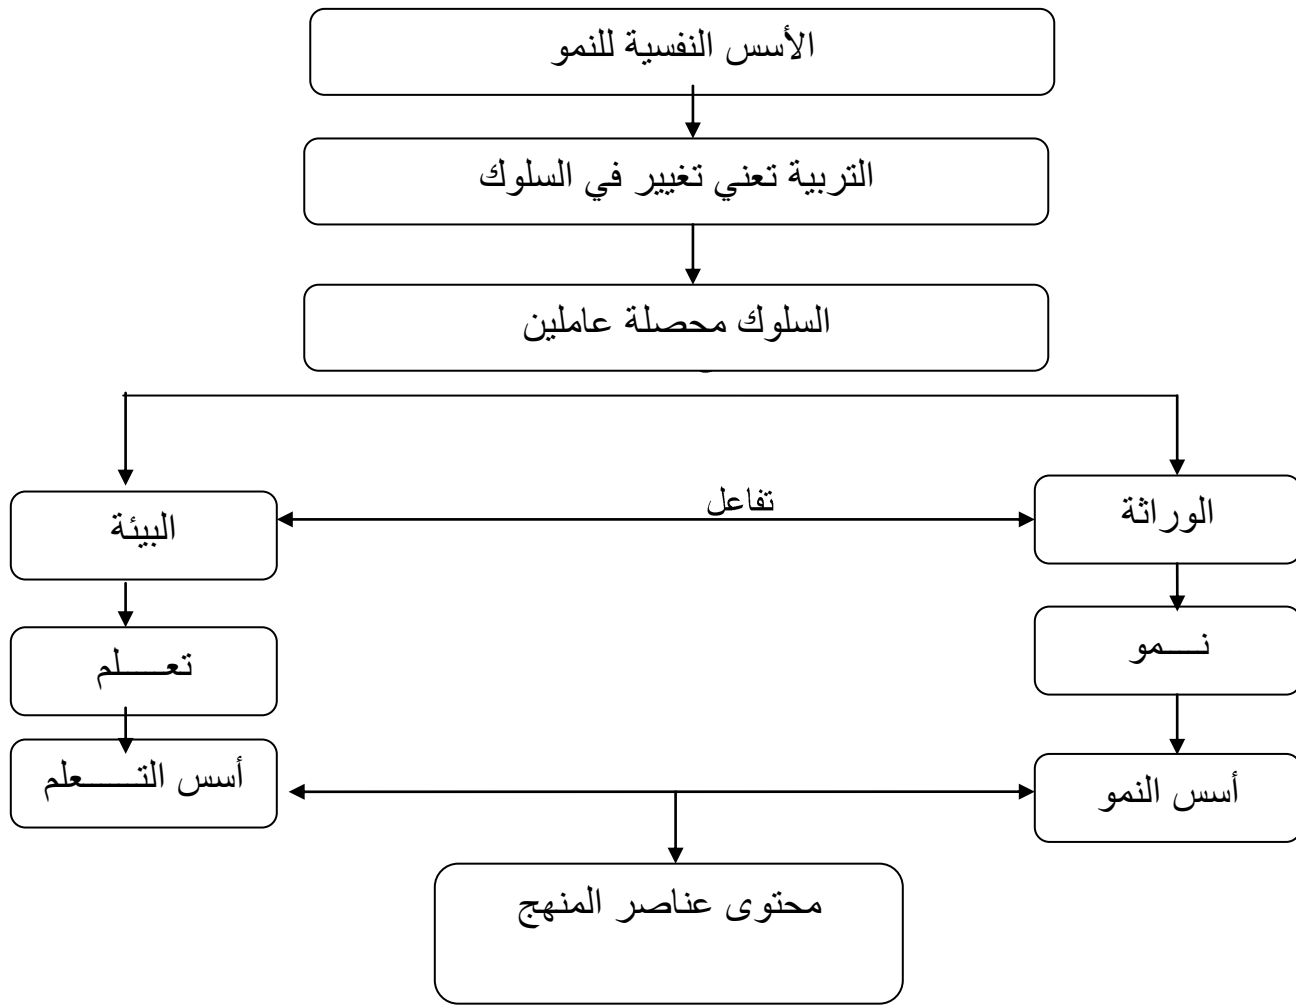 الأسس النفسية للنمو
التربية تعني تغيير في السلوك
السلوك محصلة عاملين
الوراثة
تفاعل
البيئة
نـــمو
تعـــــلم
أسس النمو
أسس التـــــــعلم
محتوى عناصر المنهج